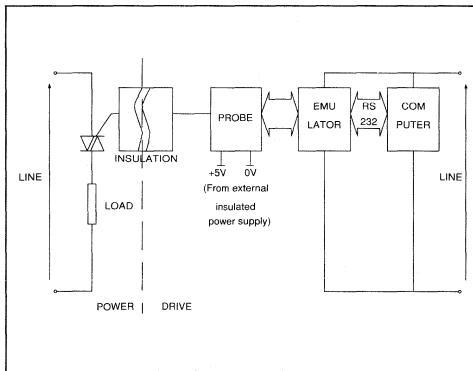 LINE
INSULATION
LOAD
POWER
DRIVE
PROBE
+5V 0V
(From external
insulated
power supply)
EMU
LATOR
RS
232
COM
PUTER
LINE